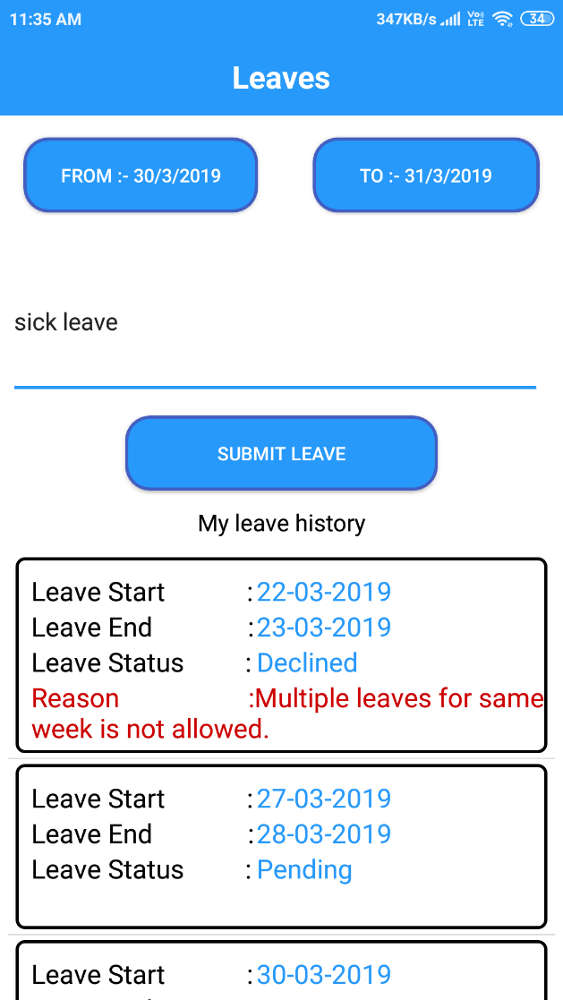 11:35 AM 347KB/s Vo)) LTE 34
Leaves
FROM :- 30/3/2019 TO :- 31/3/2019
sick leave
SUBMIT LEAVE
My leave history
Leave Start :22-03-2019
Leave End :23-03-2019
Leave Status : Declined
Reason :Multiple leaves for same
week is not allowed.
Leave Start :27-03-2019
Leave End :28-03-2019
Leave Status : Pending
Leave Start :30-03-2019